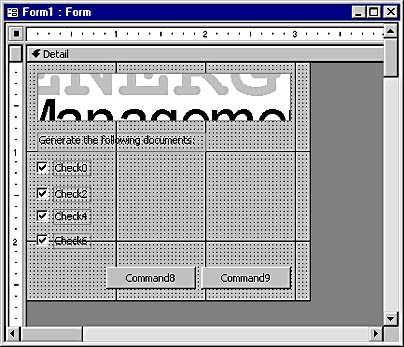 Form1 : Form
1 2 3
Detail
ENERG
Manageme
Generate the following documents:
1
Check0
Check2
Check4
2
Check6
Command8 Command9